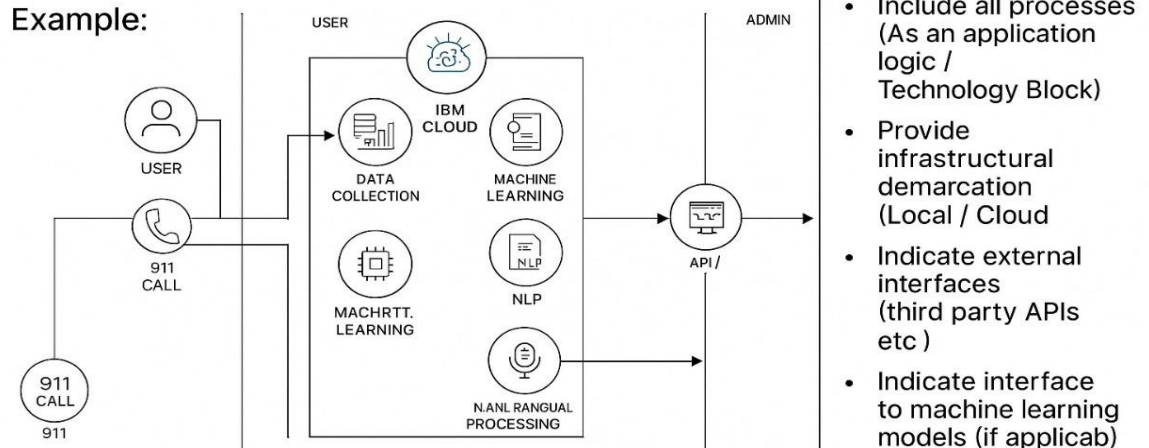 Example:
USER
ADMIN
IBM
CLOUD
USER
DATA
COLLECTION
MACHINE
LEARNING
911
CALL
API /
MACHRTT.
LEARNING
NLP
NLP
911
CALL
911
N.ANL RANGUAL
PROCESSING
• Include all processes
(As an application
logic /
Technology Block)
• Provide
infrastructural
demarcation
(Local / Cloud
• Indicate external
interfaces
(third party APIs
etc )
• Indicate interface
to machine learning
models (if applicab)